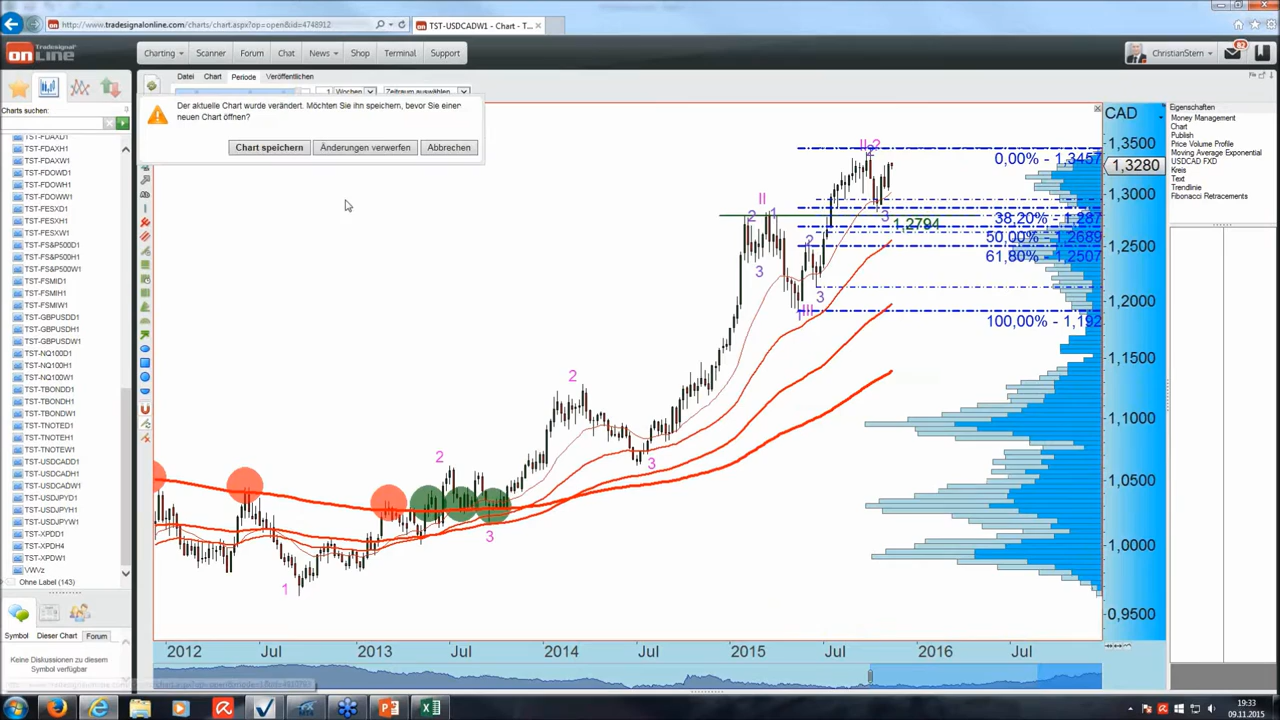 http://www.tradesignalonline.com/charts/chart.aspx?op=open&id=4748912
TST-USDCADW1 - Chart - T...
Tradesignal
ON LINE
Charting
Scanner
Forum
Chat
News
Shop
Terminal
Support
ChristianStern
82
Datei
Chart
Periode
Veröffentlichen
1
Wochen
Zeitraum auswählen
Der aktuelle Chart wurde verändert. Möchten Sie ihn speichern, bevor Sie einen
neuen Chart öffnen?
Chart speichern
Änderungen verwerfen
Abbrechen
Charts suchen:
TST-FDAXD1
TST-FDAXH1
TST-FDAXW1
TST-FDOWD1
TST-FDOWH1
TST-FDOWW1
TST-FESXD1
TST-FESXH1
TST-FESXW1
TST-FS&P500D1
TST-FS&P500H1
TST-FS&P500W1
TST-FSMID1
TST-FSMIH1
TST-FSMIW1
TST-GBPUSDD1
TST-GBPUSDH1
TST-GBPUSDW1
TST-NQ100D1
TST-NQ100H1
TST-NQ100W1
TST-TBONDD1
TST-TBONDH1
TST-TBONDW1
TST-TNOTED1
TST-TNOTEH1
TST-TNOTEW1
TST-USDCADD1
TST-USDCADH1
TST-USDCADW1
TST-USDJPYD1
TST-USDJPYH1
TST-USDJPYW1
TST-XPDD1
TST-XPDH4
TST-XPDW1
VWVz
Ohne Label (143)
Symbol
Dieser Chart
Forum
Keine Diskussionen zu diesem
Symbol verfügbar
CAD
1,3500
1,3280
1,3000
1,2500
1,2000
1,1500
1,1000
1,0500
1,0000
0,9500
0,00% - 1,3457
38,20% - 1,287
1,2794
50,00% - 1,2689
61,80% - 1,2507
100,00% - 1,192
II
2
1
3
2
3
III
2
3
2
3
2
3
1
2012
Jul
2013
Jul
2014
Jul
2015
Jul
2016
Jul
Eigenschaften
Money Management
Chart
Publish
Price Volume Profile
Moving Average Exponential
USDCAD FXD
Kreis
Text
Trendlinie
Fibonacci Retracements
19:33
09.11.2015